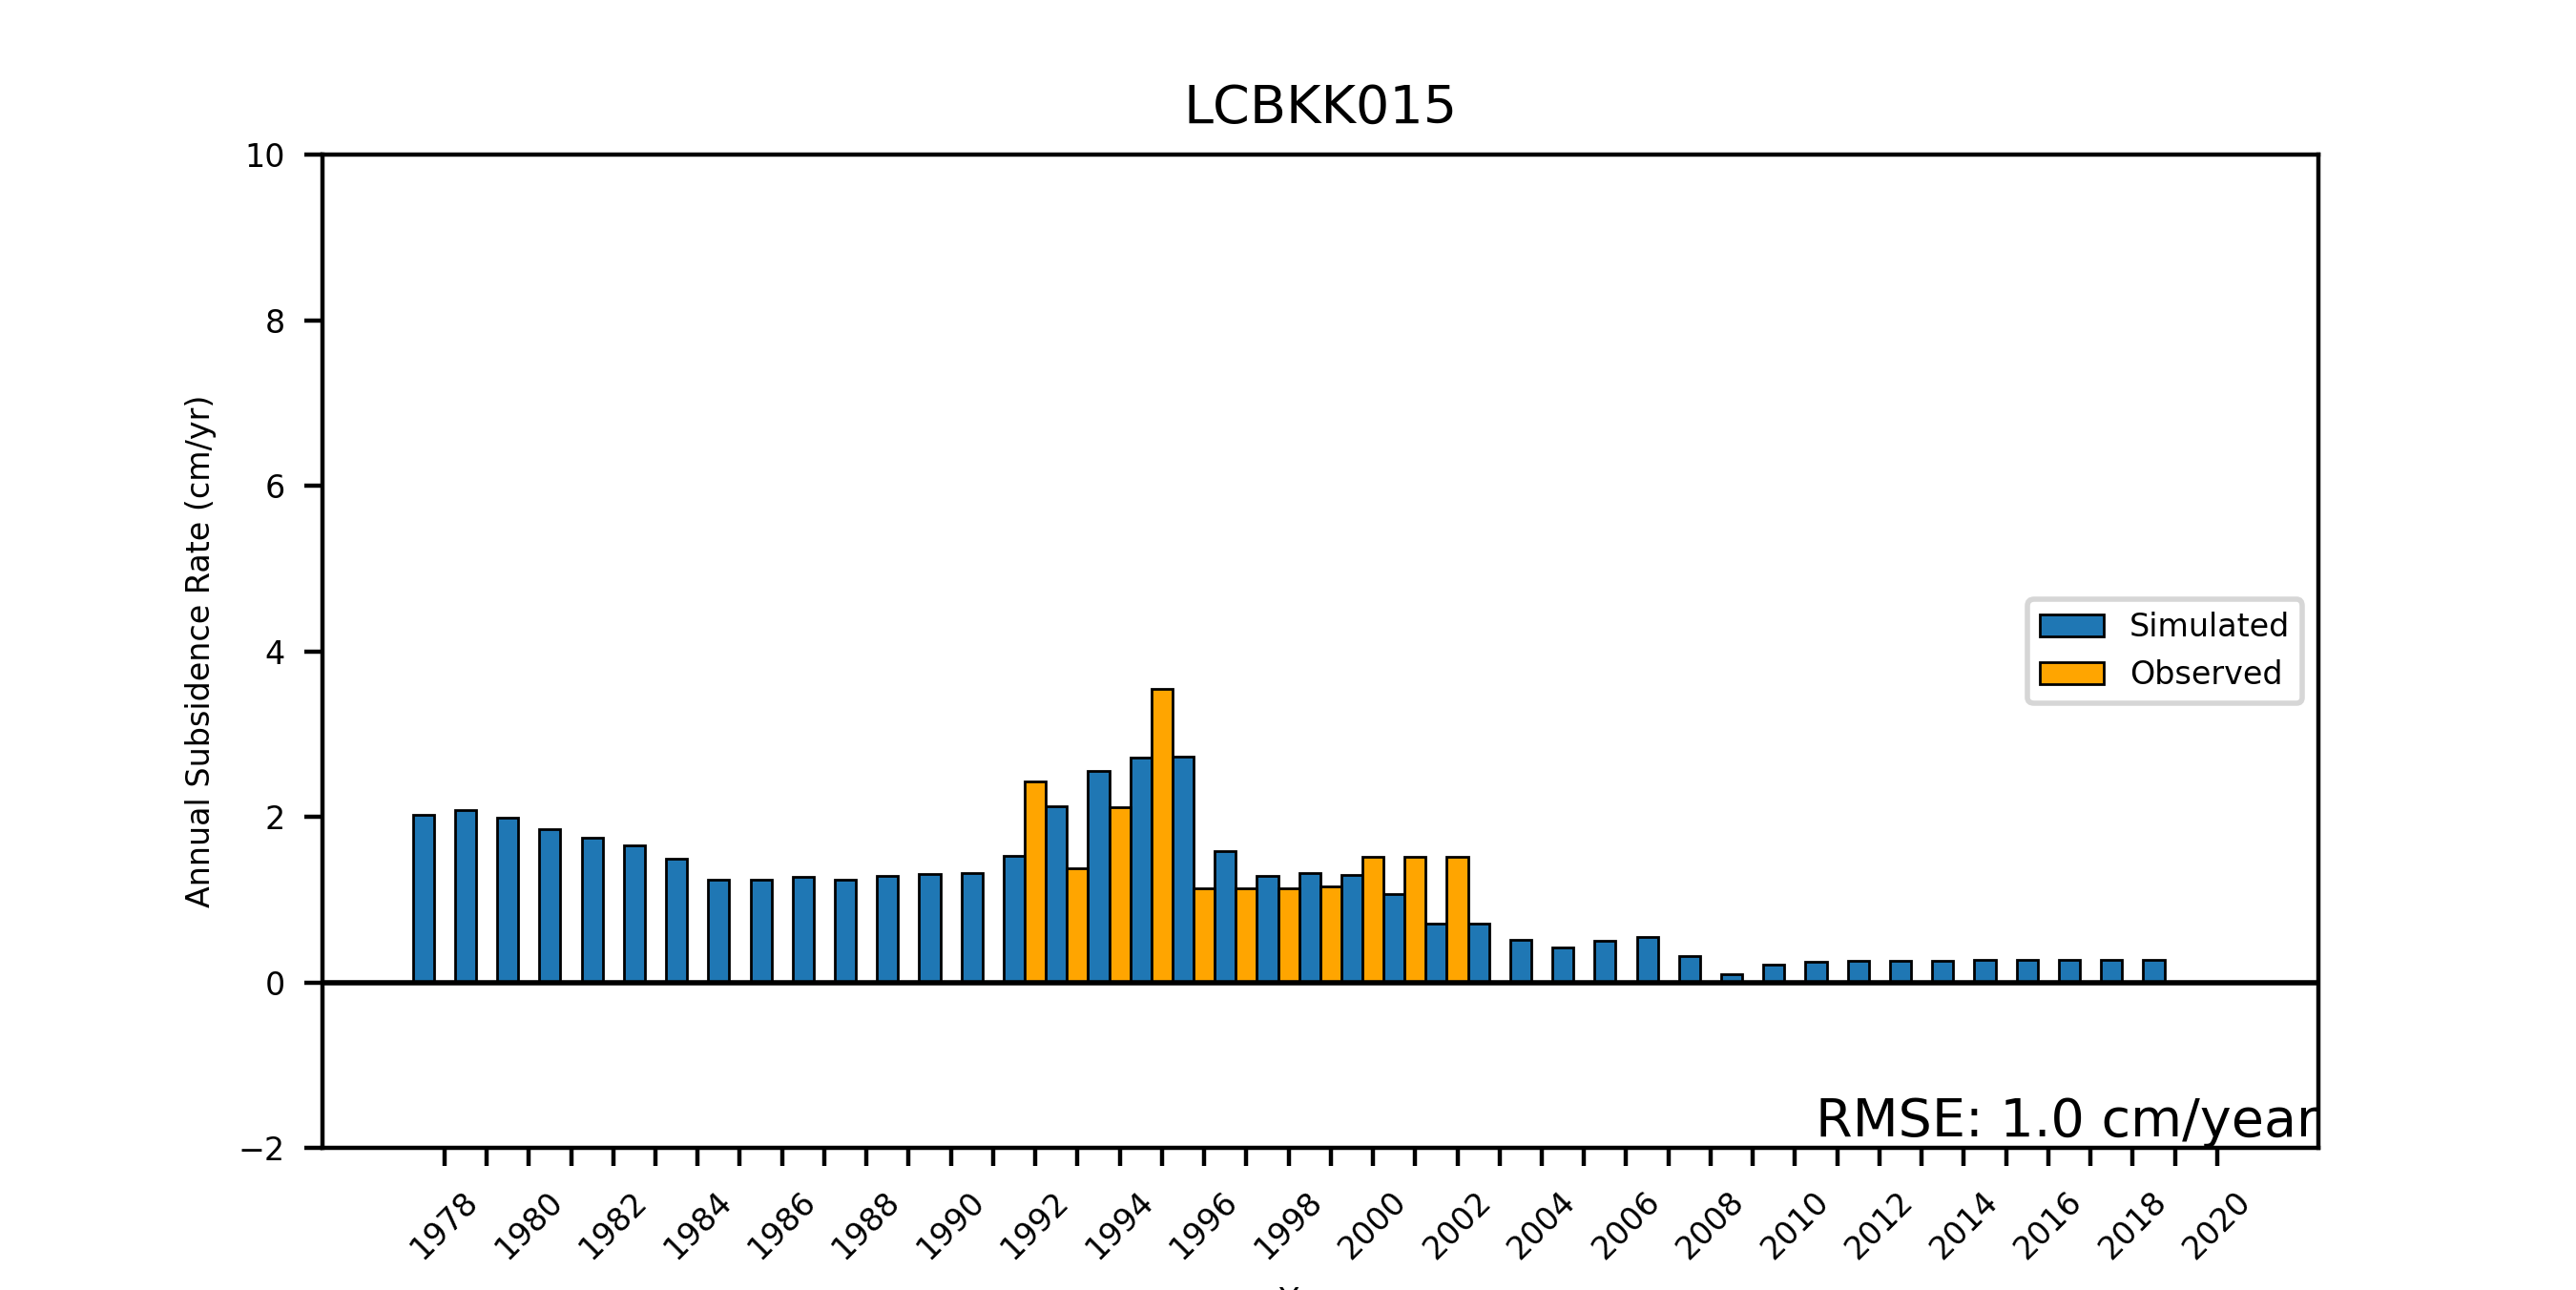 LCBKK015
10
8
6
4
2
0
−2
Annual Subsidence Rate (cm/yr)
Simulated
Observed
RMSE: 1.0 cm/year
1978 1980 1982 1984 1986 1988 1990 1992 1994 1996 1998 2000 2002 2004 2006 2008 2010 2012 2014 2016 2018 2020